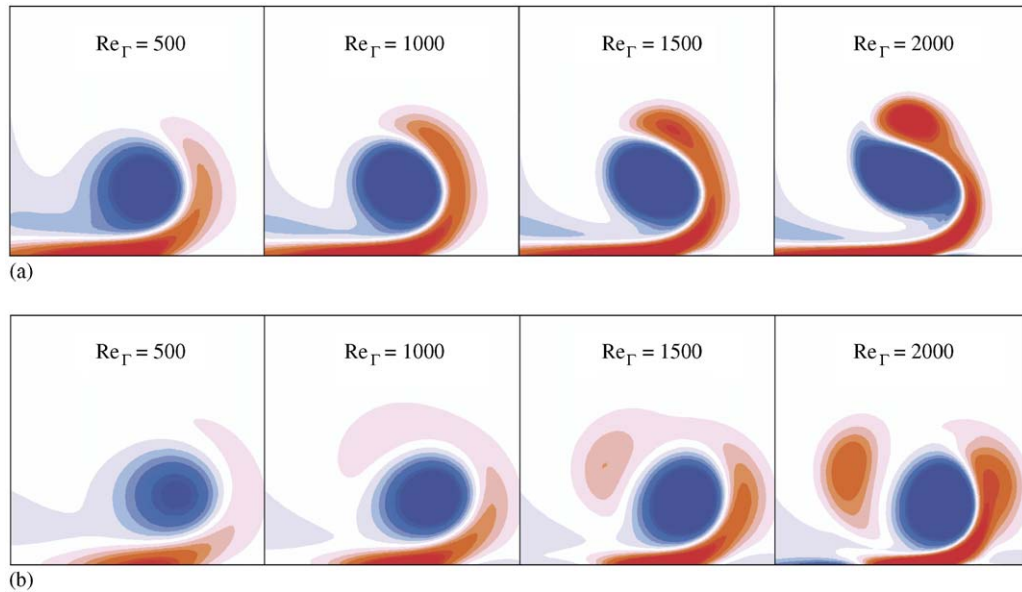 Re_Γ = 500 Re_Γ = 1000 Re_Γ = 1500 Re_Γ = 2000
(a)
Re_Γ = 500 Re_Γ = 1000 Re_Γ = 1500 Re_Γ = 2000
(b)